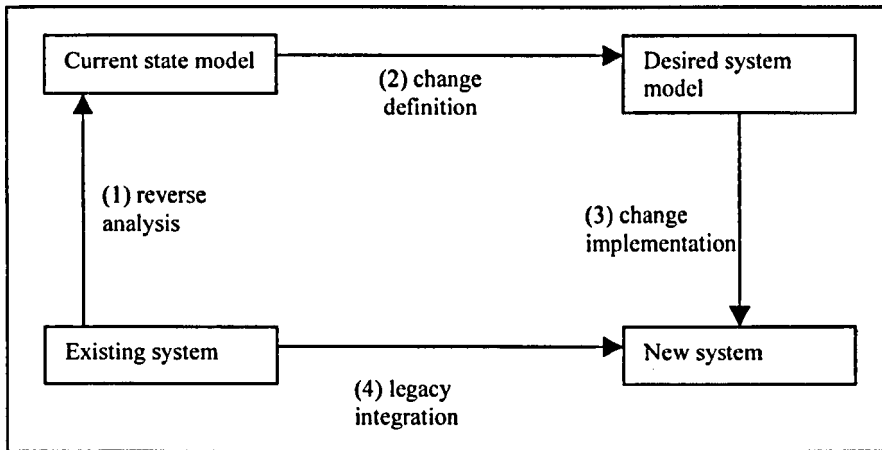 Current state model
Desired system
model
(2) change
definition
(1) reverse
analysis
(3) change
implementation
Existing system
New system
(4) legacy
integration